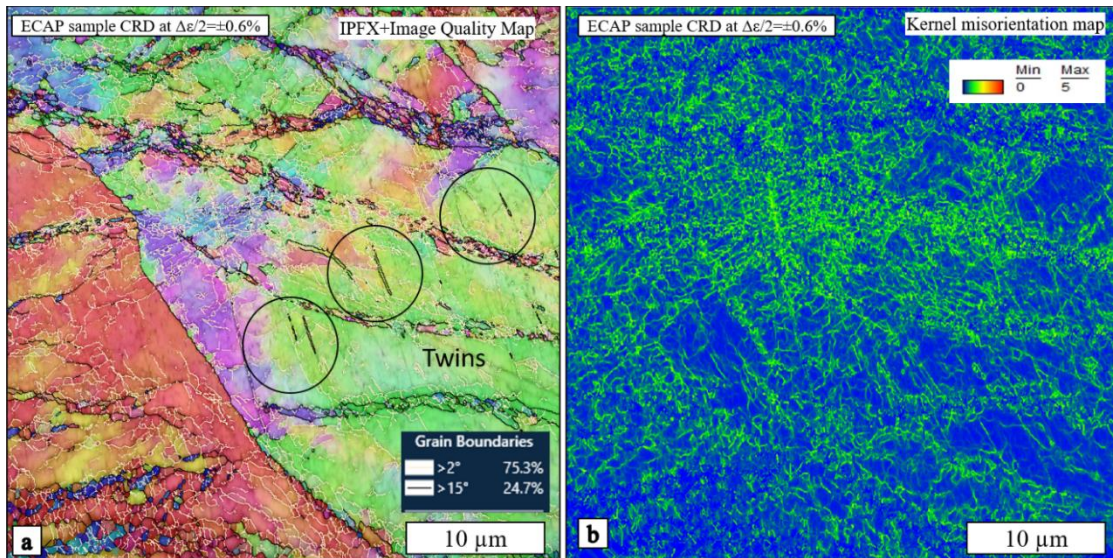 ECAP sample CRD at Δε/2=±0.6%
IPFX+Image Quality Map
Twins
Grain Boundaries
>2° 75.3%
>15° 24.7%
a
10 µm
ECAP sample CRD at Δε/2=±0.6%
Kernel misorientation map
Min Max
0 5
b
10 µm